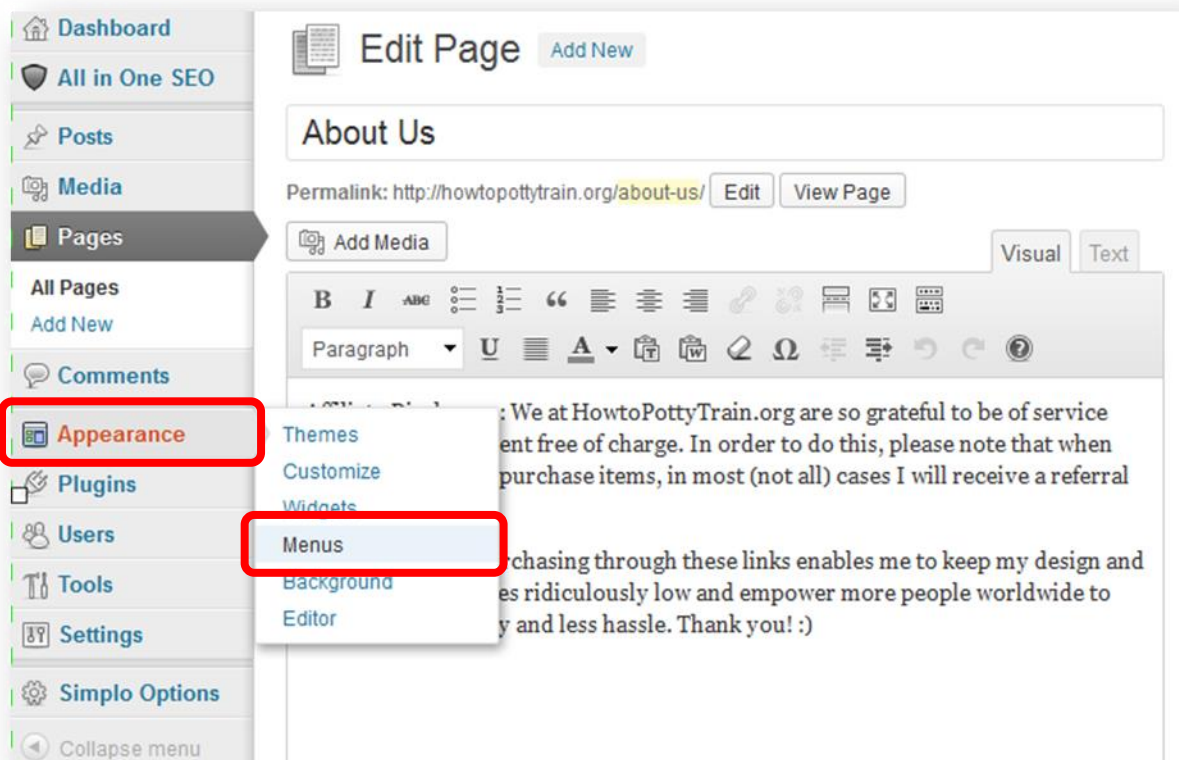 Dashboard
All in One SEO
Posts
Media
Pages
All Pages
Add New
Comments
Appearance
Plugins
Users
Tools
Settings
Simplo Options
Collapse menu
Themes
Customize
Widgets
Menus
Background
Editor
Edit Page Add New
About Us
Permalink: http://howtopottytrain.org/about-us/ Edit View Page
Add Media
Visual Text
B I ABC
Paragraph U A T W Ω
: We at HowtoPottyTrain.org are so grateful to be of service
ent free of charge. In order to do this, please note that when
purchase items, in most (not all) cases I will receive a referral
rchasing through these links enables me to keep my design and
es ridiculously low and empower more people worldwide to
y and less hassle. Thank you! :)